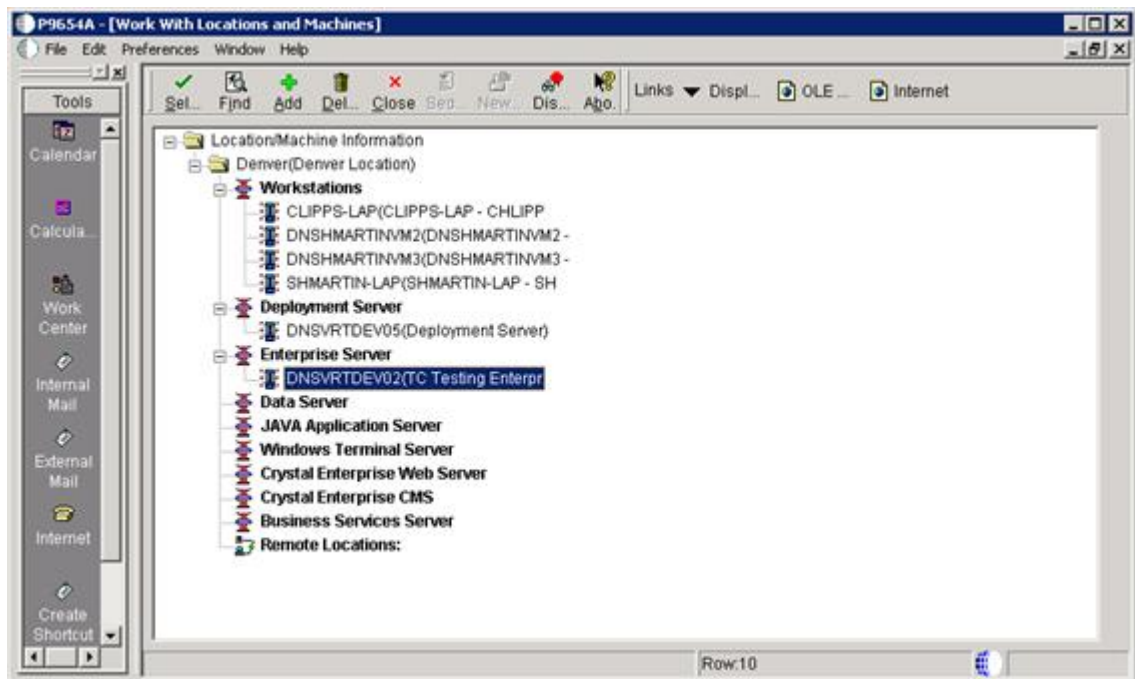 P9654A - [Work With Locations and Machines]
File Edit Preferences Window Help
Tools
Sel... Find Add Del... Close Seq... New... Dis... Abo.. Links Displ... OLE ... Internet
Calendar
Calcula...
Work
Center
Internal
Mail
External
Mail
Internet
Create
Shortcut
Location/Machine Information
Denver(Denver Location)
Workstations
CLIPPS-LAP(CLIPPS-LAP - CHLIPP
DNSHMARTINVM2(DNSHMARTINVM2 -
DNSHMARTINVM3(DNSHMARTINVM3 -
SHMARTIN-LAP(SHMARTIN-LAP - SH
Deployment Server
DNSVRTDEV05(Deployment Server)
Enterprise Server
DNSVRTDEV02(TC Testing Enterpr
Data Server
JAVA Application Server
Windows Terminal Server
Crystal Enterprise Web Server
Crystal Enterprise CMS
Business Services Server
Remote Locations:
Row:10